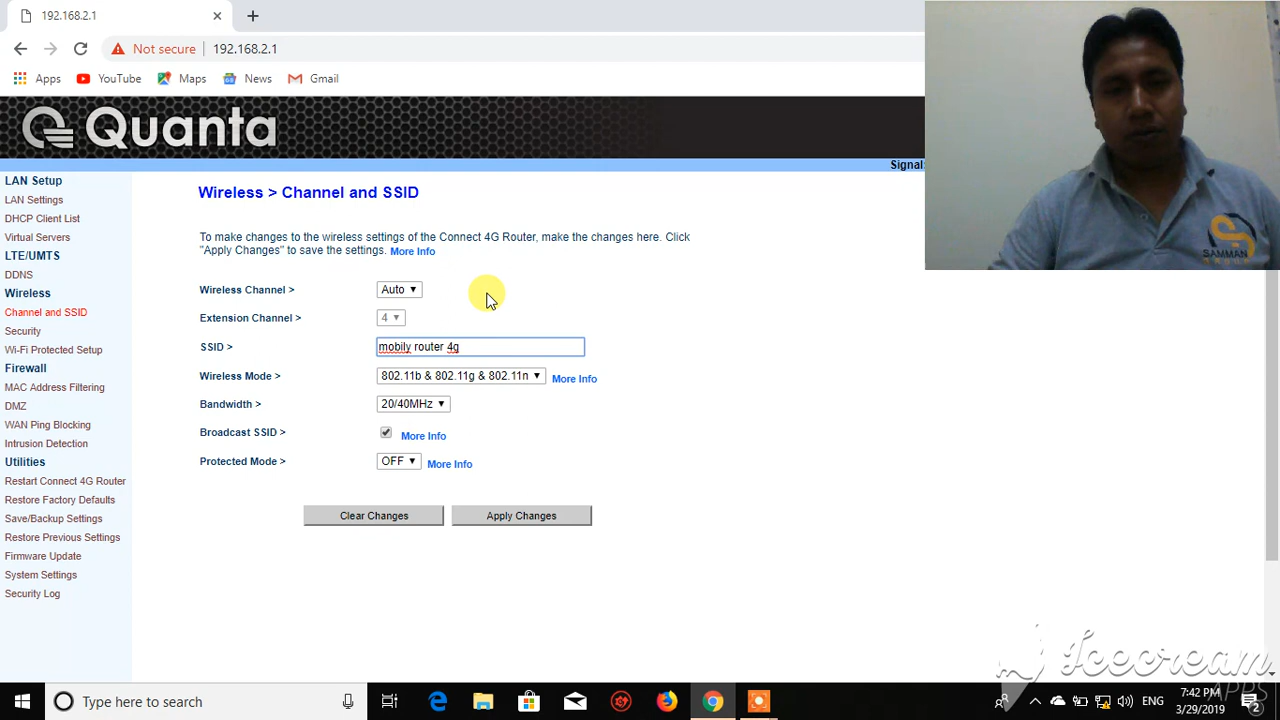 192.168.2.1
Not secure 192.168.2.1
Apps YouTube Maps News Gmail
Quanta
Signal:
LAN Setup
LAN Settings
DHCP Client List
Virtual Servers
LTE/UMTS
DDNS
Wireless
Channel and SSID
Security
Wi-Fi Protected Setup
Firewall
MAC Address Filtering
DMZ
WAN Ping Blocking
Intrusion Detection
Utilities
Restart Connect 4G Router
Restore Factory Defaults
Save/Backup Settings
Restore Previous Settings
Firmware Update
System Settings
Security Log
Wireless > Channel and SSID
To make changes to the wireless settings of the Connect 4G Router, make the changes here. Click
"Apply Changes" to save the settings. More Info
Wireless Channel > Auto
Extension Channel > 4
SSID > mobily router 4g
Wireless Mode > 802.11b & 802.11g & 802.11n More Info
Bandwidth > 20/40MHz
Broadcast SSID > More Info
Protected Mode > OFF More Info
Clear Changes Apply Changes
SAMMAN
GROUP
Icecream
APPS
Type here to search
ENG
7:42 PM
3/29/2019
2